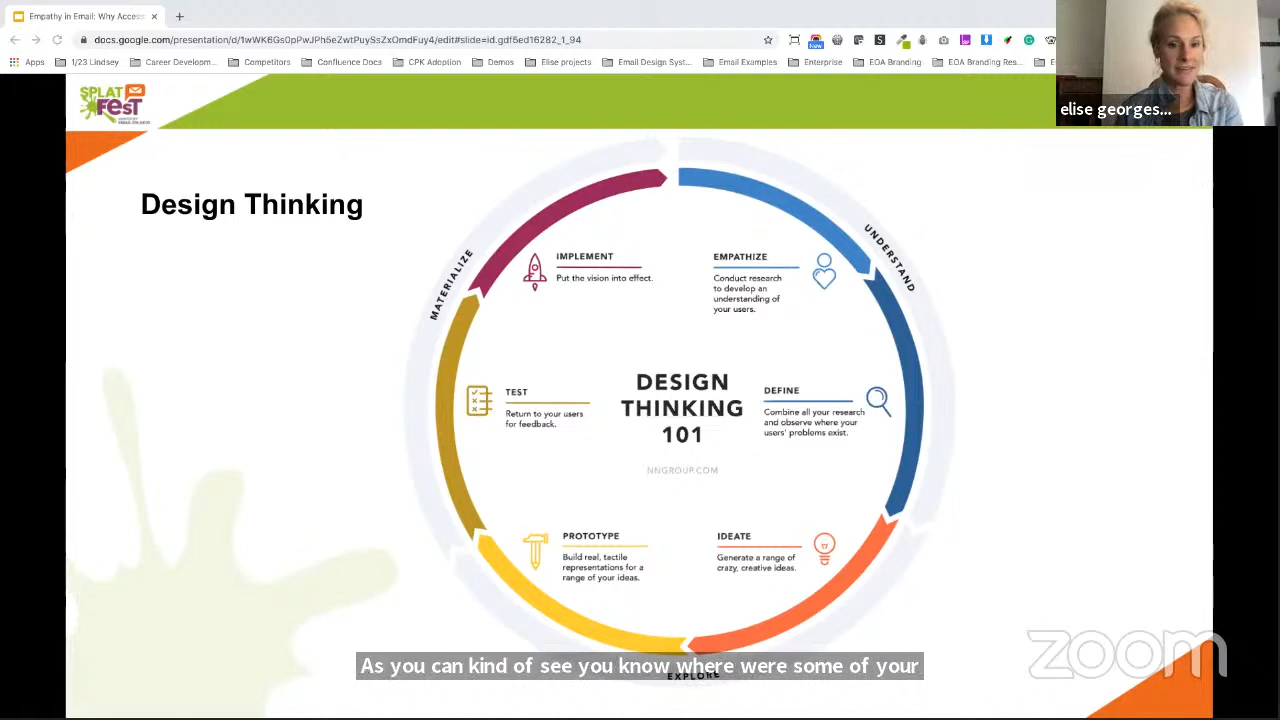 Empathy in Email: Why Access
docs.google.com/presentation/d/1wWK6Gs0pPwJPh5eZwtPuySsZxOmdFuy4/edit#slide=id.gdf5ed16282_1_94
New
Apps
1/23 Lindsey
Career Developm...
Competitors
Confluence Docs
CPK Adoption
Demos
Elise projects
Email Design Syst...
Email Examples
Enterprise
EOA Branding
EOA Branding Res...
elise georges...
SPLAT
FEST
Design Thinking
MATERIALIZE
UNDERSTAND
IMPLEMENT
Put the vision into effect.
EMPATHIZE
Conduct research
to develop an
understanding of
your users.
TEST
Return to your users
for feedback.
DESIGN
THINKING
101
NNGROUP.COM
DEFINE
Combine all your research
and observe where your
users' problems exist.
PROTOTYPE
Build real, tactile
representations for a
range of your ideas.
IDEATE
Generate a range of
crazy, creative ideas.
EXPLORE
As you can kind of see you know where were some of your
zoom